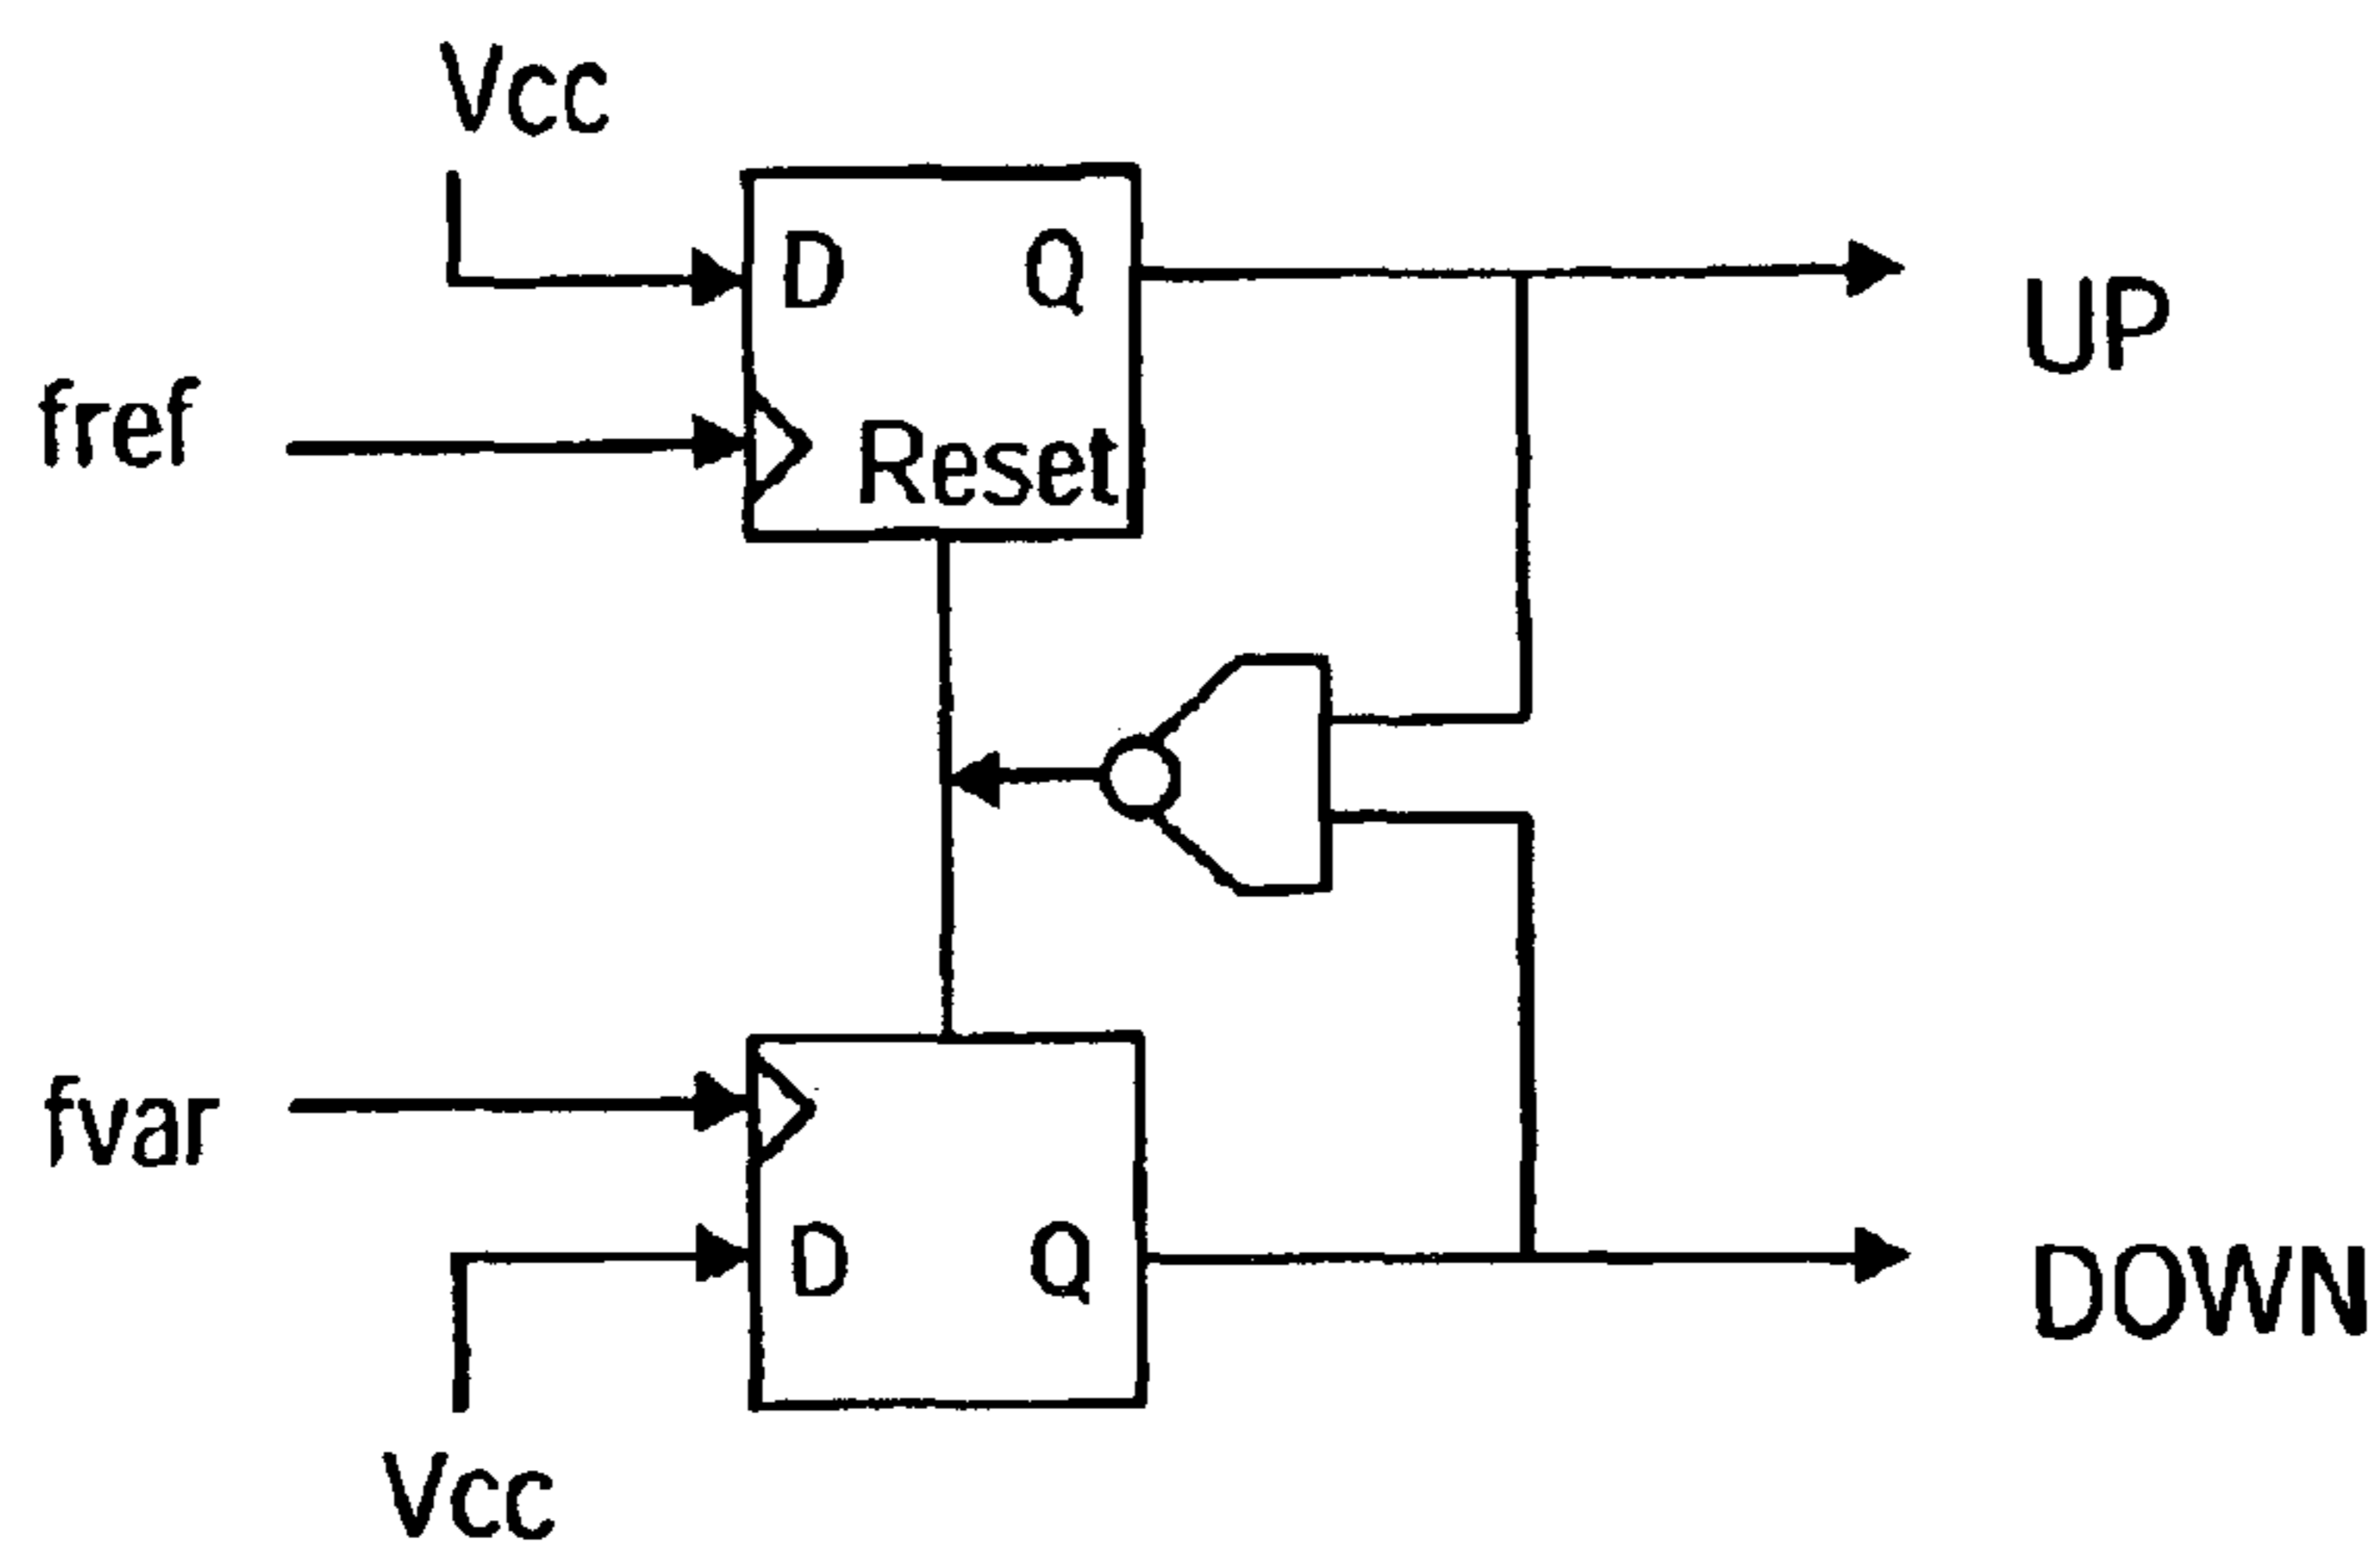 Vcc
D Q
UP
fref
Reset
fvar
D Q
DOWN
Vcc